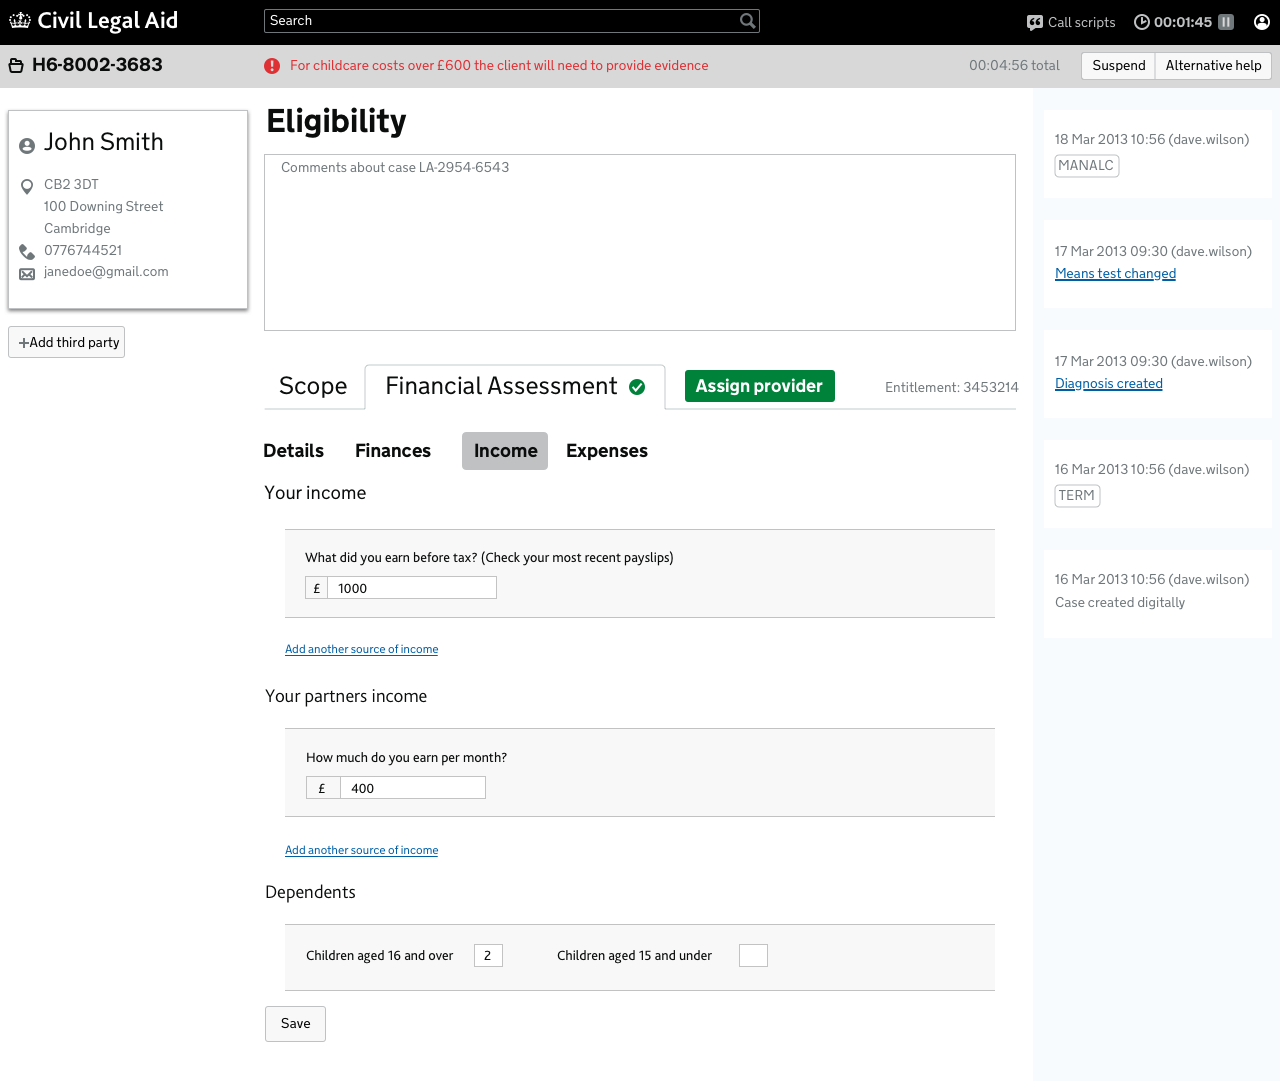 Civil Legal Aid
Search
Call scripts
00:01:45
H6-8002-3683
For childcare costs over £600 the client will need to provide evidence
00:04:56 total
Suspend
Alternative help
John Smith
CB2 3DT
100 Downing Street
Cambridge
0776744521
janedoe@gmail.com
+Add third party
Eligibility
Comments about case LA-2954-6543
Scope
Financial Assessment
Assign provider
Entitlement: 3453214
Details
Finances
Income
Expenses
Your income
What did you earn before tax? (Check your most recent payslips)
£ 1000
Add another source of income
Your partners income
How much do you earn per month?
£ 400
Add another source of income
Dependents
Children aged 16 and over 2
Children aged 15 and under
Save
18 Mar 2013 10:56 (dave.wilson)
MANALC
17 Mar 2013 09:30 (dave.wilson)
Means test changed
17 Mar 2013 09:30 (dave.wilson)
Diagnosis created
16 Mar 2013 10:56 (dave.wilson)
TERM
16 Mar 2013 10:56 (dave.wilson)
Case created digitally